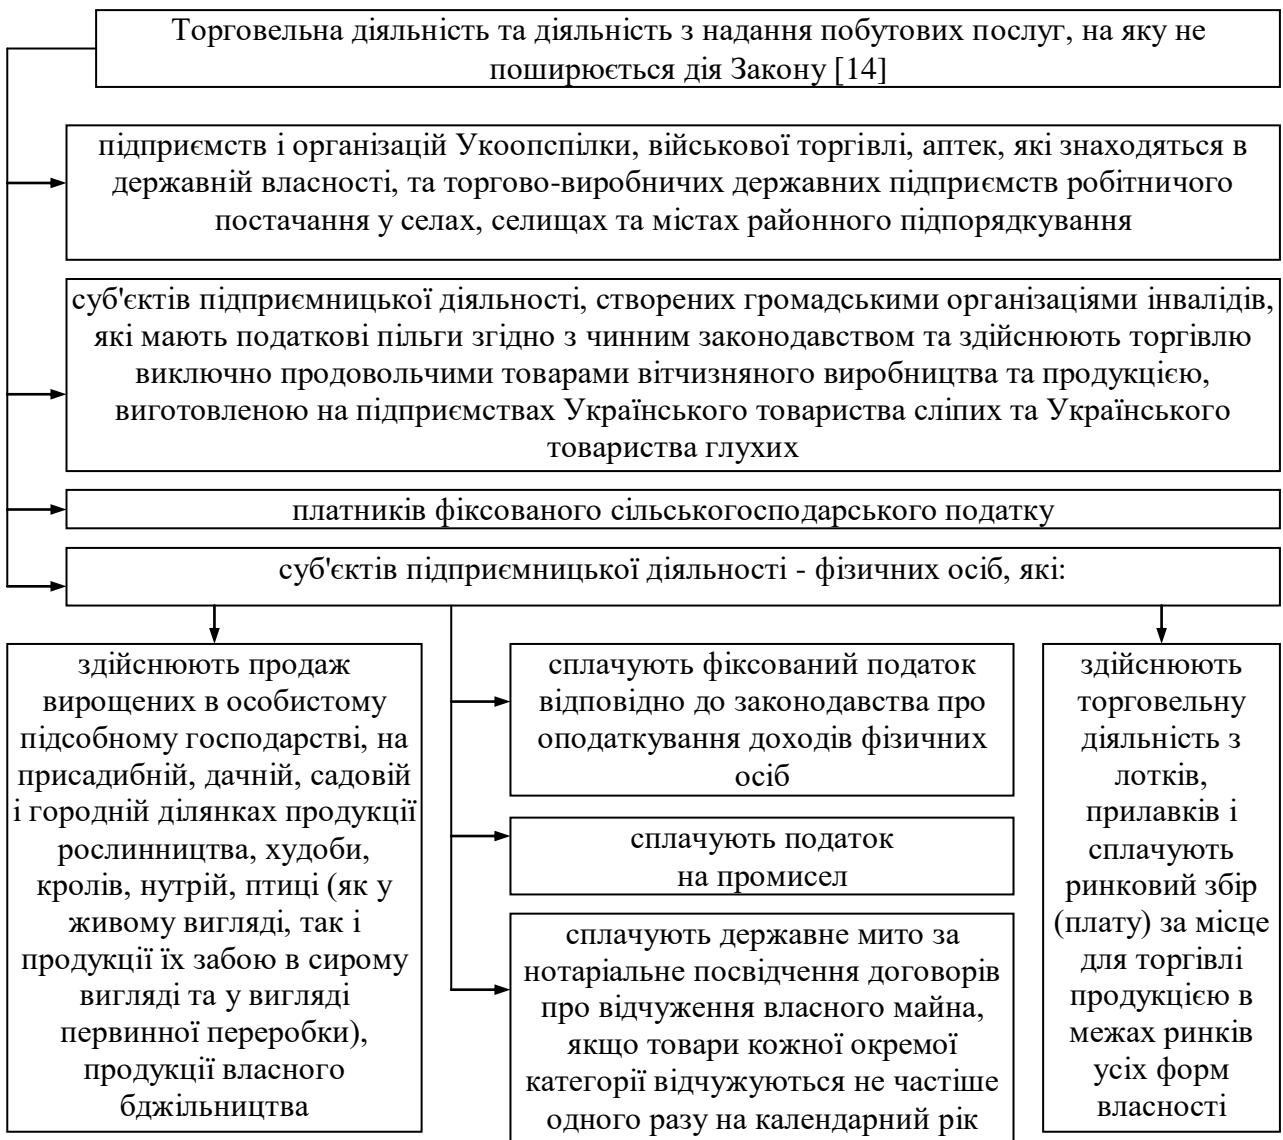 Торговельна діяльність та діяльність з надання побутових послуг, на яку не
поширюється дія Закону [14]
підприємств і організацій Укоопспілки, військової торгівлі, аптек, які знаходяться в
державній власності, та торгово-виробничих державних підприємств робітничого
постачання у селах, селищах та містах районного підпорядкування
суб'єктів підприємницької діяльності, створених громадськими організаціями інвалідів,
які мають податкові пільги згідно з чинним законодавством та здійснюють торгівлю
виключно продовольчими товарами вітчизняного виробництва та продукцією,
виготовленою на підприємствах Українського товариства сліпих та Українського
товариства глухих
платників фіксованого сільськогосподарського податку
суб'єктів підприємницької діяльності - фізичних осіб, які:
здійснюють продаж
вирощених в особистому
підсобному господарстві, на
присадибній, дачній, садовій
і городній ділянках продукції
рослинництва, худоби,
кролів, нутрій, птиці (як у
живому вигляді, так і
продукції їх забою в сирому
вигляді та у вигляді
первинної переробки),
продукції власного
бджільництва
сплачують фіксований податок
відповідно до законодавства про
оподаткування доходів фізичних
осіб
сплачують податок
на промисел
сплачують державне мито за
нотаріальне посвідчення договорів
про відчуження власного майна,
якщо товари кожної окремої
категорії відчужуються не частіше
одного разу на календарний рік
здійснюють
торговельну
діяльність з
лотків,
прилавків і
сплачують
ринковий збір
(плату) за місце
для торгівлі
продукцією в
межах ринків
усіх форм
власності